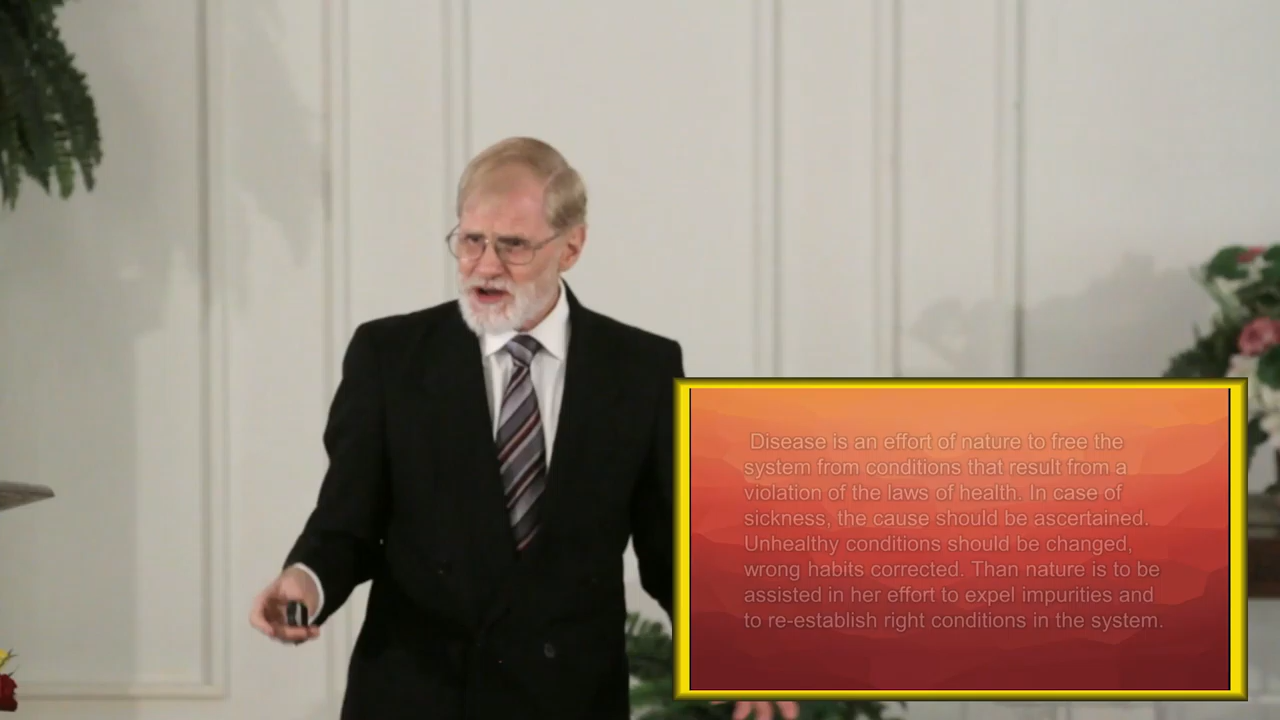 Disease is an effort of nature to free the
system from conditions that result from a
violation of the laws of health. In case of
sickness, the cause should be ascertained.
Unhealthy conditions should be changed,
wrong habits corrected. Than nature is to be
assisted in her effort to expel impurities and
to re-establish right conditions in the system.